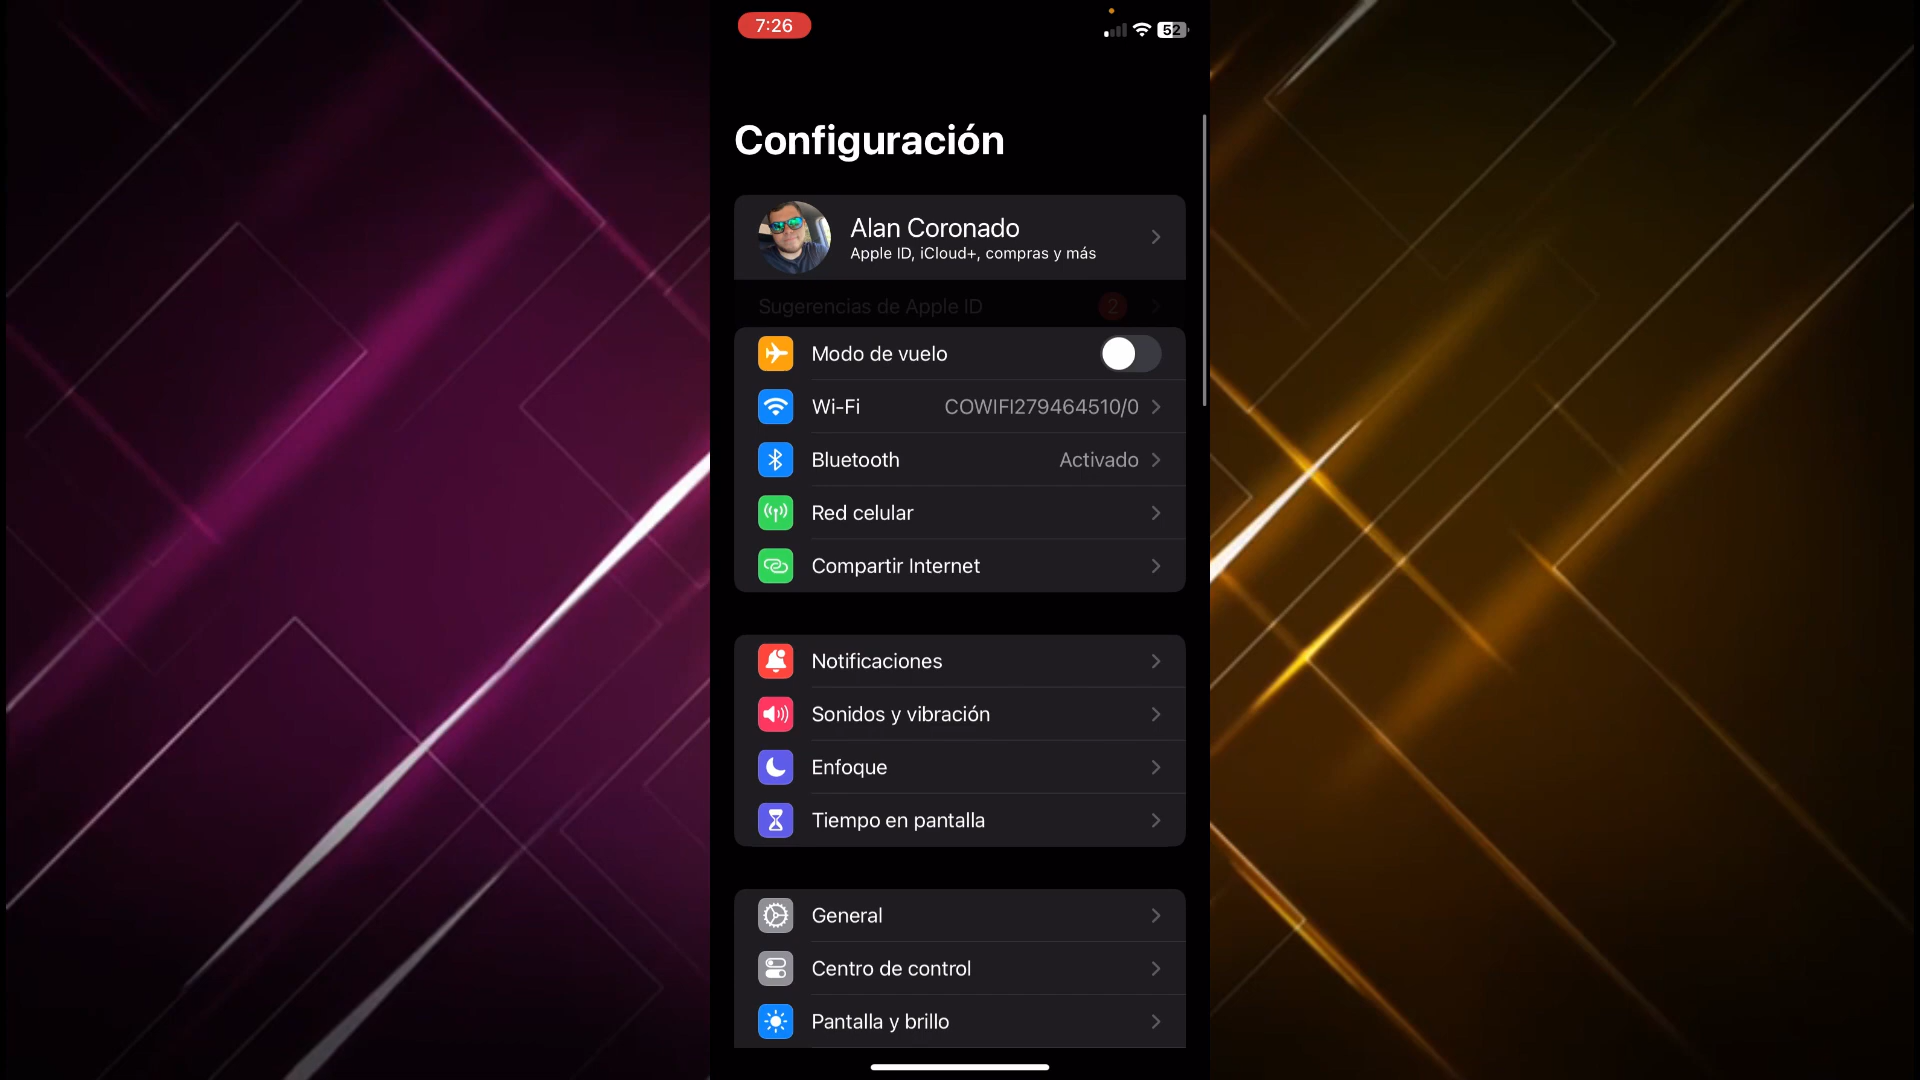 7:26
52
Configuración
Alan Coronado
Apple ID, iCloud+, compras y más
Sugerencias de Apple ID 2
Modo de vuelo
Wi-Fi COWIFI279464510/0
Bluetooth Activado
Red celular
Compartir Internet
Notificaciones
Sonidos y vibración
Enfoque
Tiempo en pantalla
General
Centro de control
Pantalla y brillo